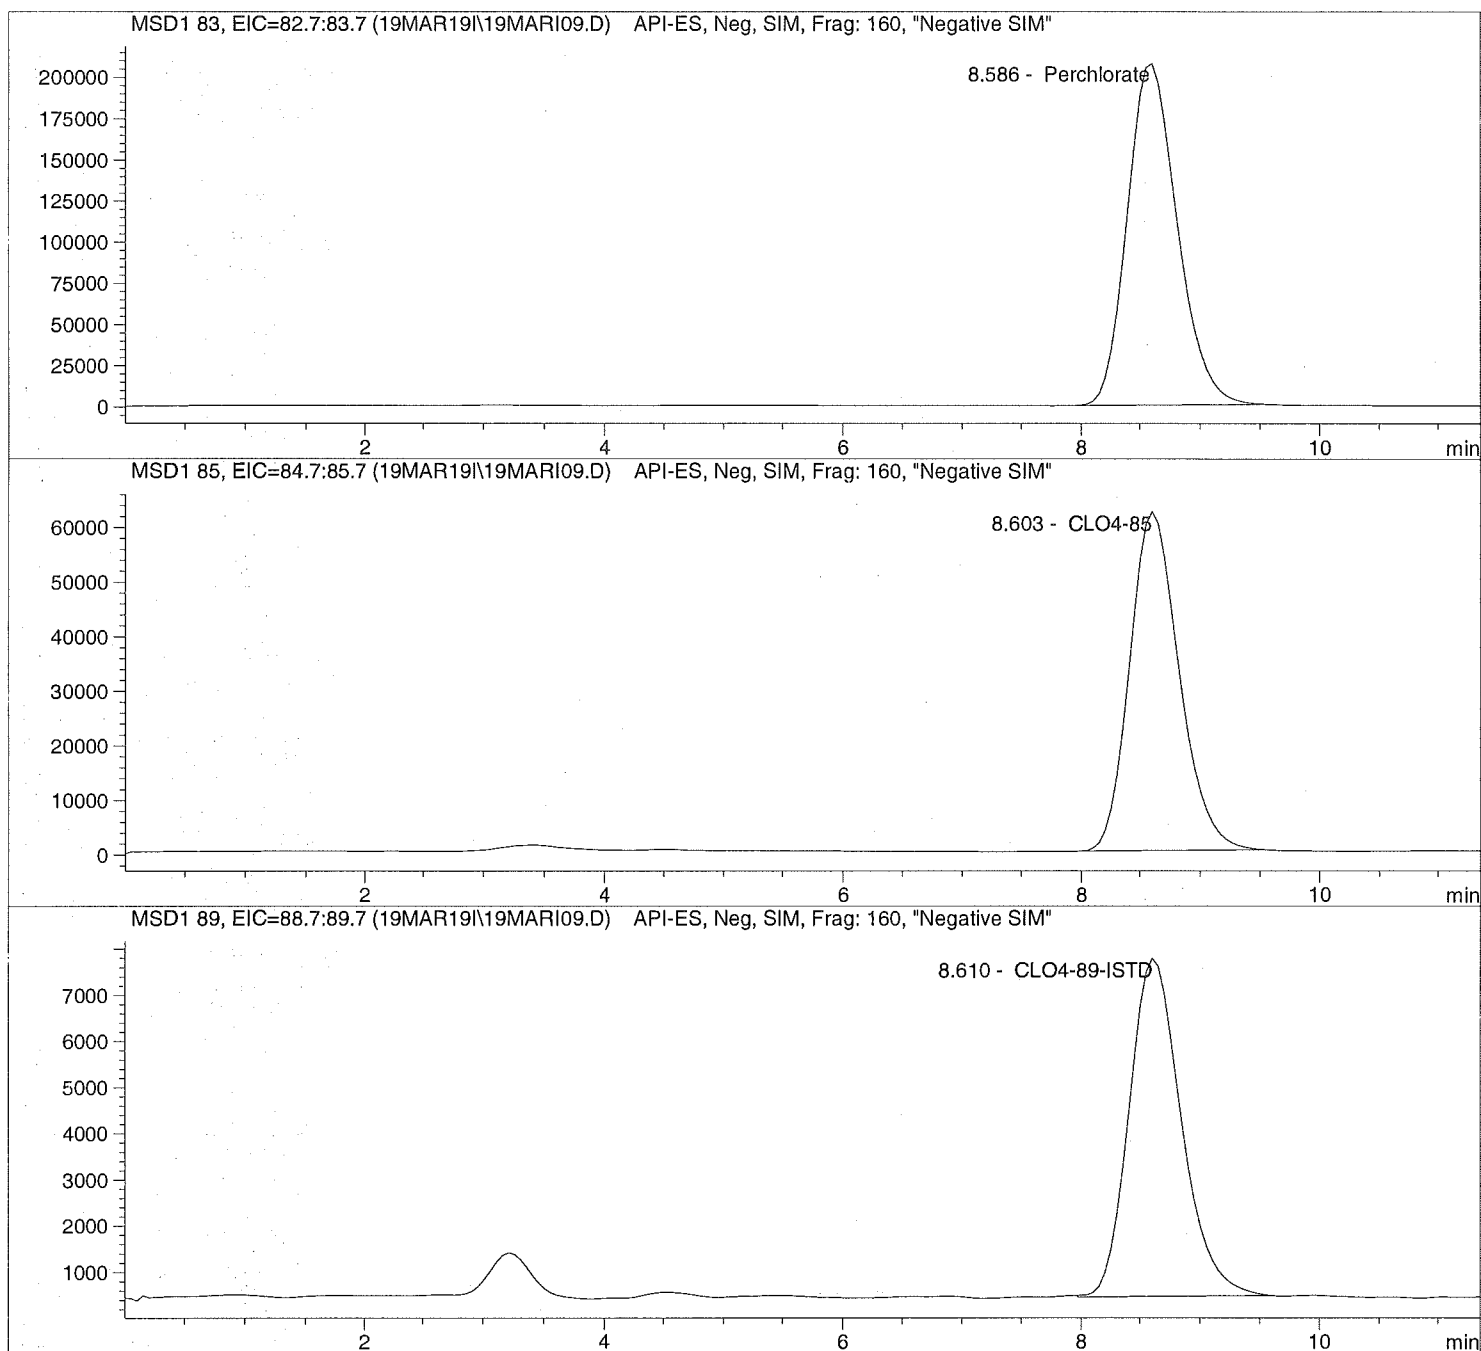 MSD1 83, EIC=82.7:83.7 (19MAR19I\19MARI09.D)    API-ES, Neg, SIM, Frag: 160, "Negative SIM"
8.586 -  Perchlorate
200000
175000
150000
125000
100000
75000
50000
25000
0
2 4 6 8 10 min
MSD1 85, EIC=84.7:85.7 (19MAR19I\19MARI09.D)    API-ES, Neg, SIM, Frag: 160, "Negative SIM"
8.603 -  CLO4-85
60000
50000
40000
30000
20000
10000
0
2 4 6 8 10 min
MSD1 89, EIC=88.7:89.7 (19MAR19I\19MARI09.D)    API-ES, Neg, SIM, Frag: 160, "Negative SIM"
8.610 -  CLO4-89-ISTD
7000
6000
5000
4000
3000
2000
1000
2 4 6 8 10 min